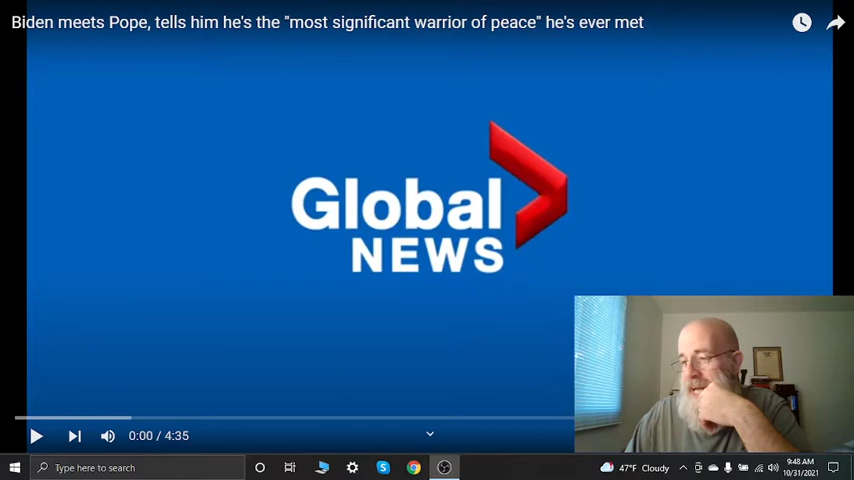 Biden meets Pope, tells him he's the "most significant warrior of peace" he's ever met
Global
NEWS
0:00 / 4:35
Type here to search
47°F Cloudy
9:48 AM
10/31/2021